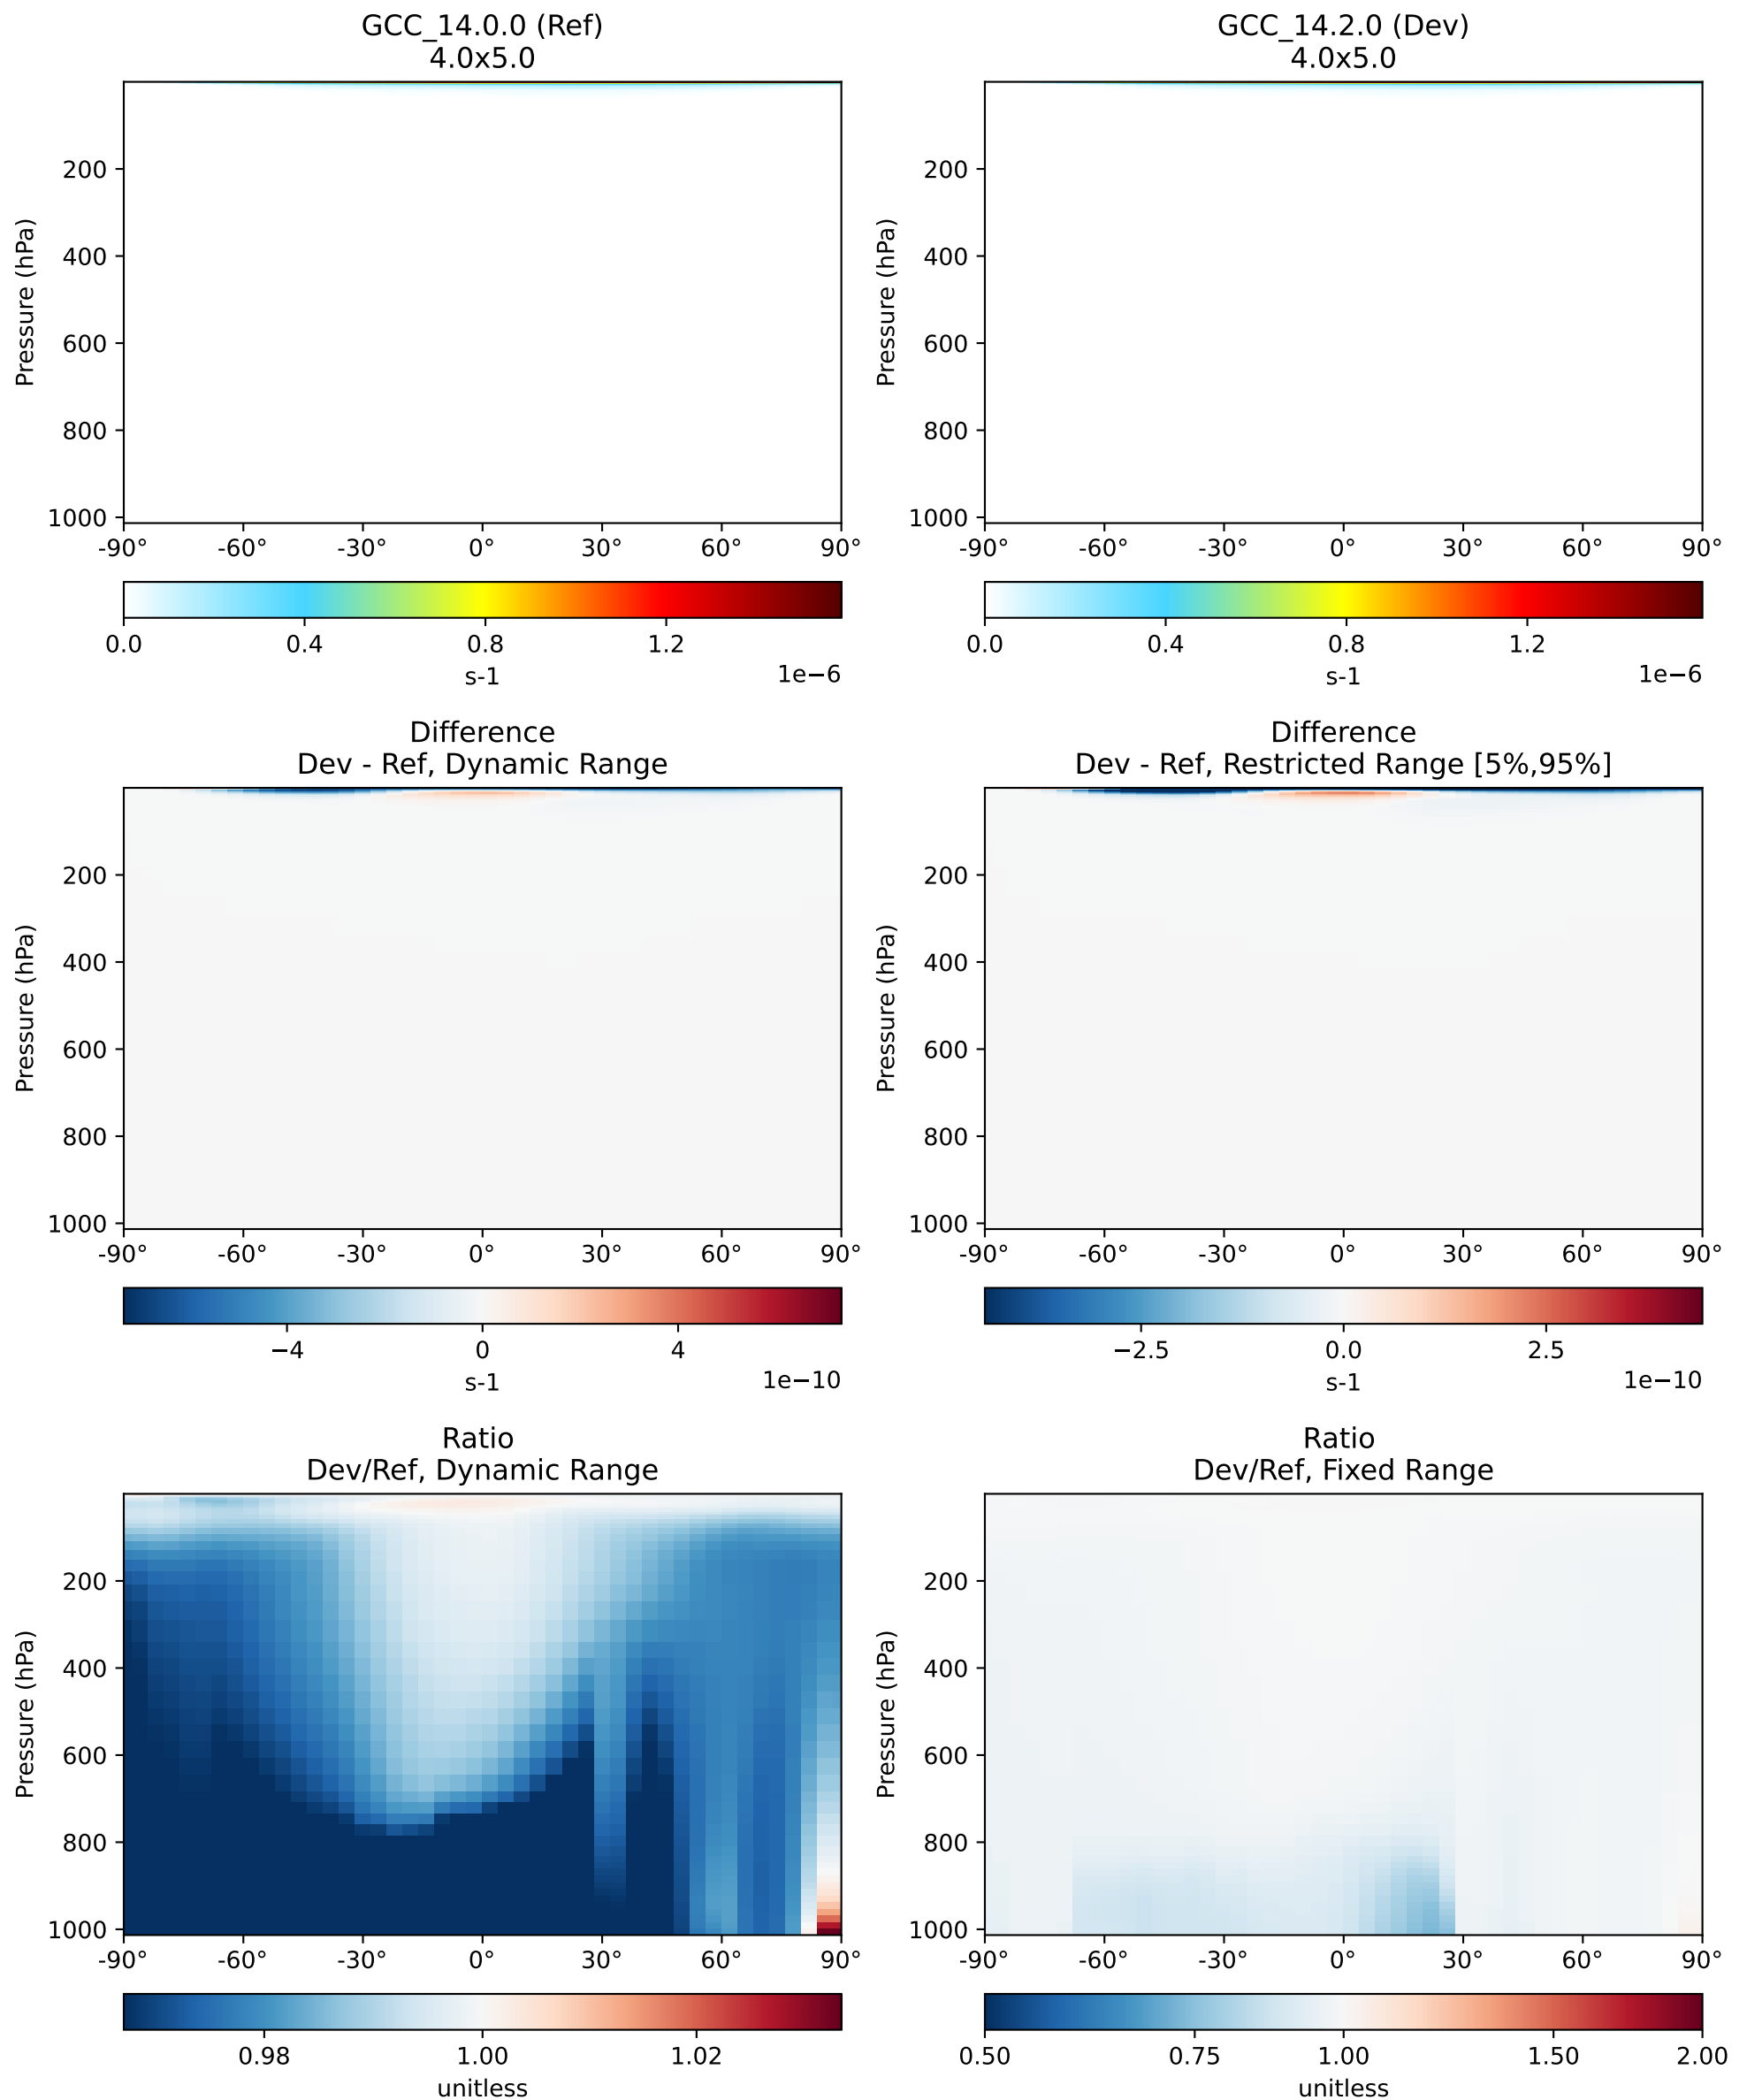 GCC_14.0.0 (Ref)
4.0x5.0
Pressure (hPa)
200
400
600
800
1000
-90° -60° -30° 0° 30° 60° 90°
0.0 0.4 0.8 1.2
s-1 1e−6
GCC_14.2.0 (Dev)
4.0x5.0
Pressure (hPa)
200
400
600
800
1000
-90° -60° -30° 0° 30° 60° 90°
0.0 0.4 0.8 1.2
s-1 1e−6
Difference
Dev - Ref, Dynamic Range
Pressure (hPa)
200
400
600
800
1000
-90° -60° -30° 0° 30° 60° 90°
−4 0 4
s-1 1e−10
Difference
Dev - Ref, Restricted Range [5%,95%]
Pressure (hPa)
200
400
600
800
1000
-90° -60° -30° 0° 30° 60° 90°
−2.5 0.0 2.5
s-1 1e−10
Ratio
Dev/Ref, Dynamic Range
Pressure (hPa)
200
400
600
800
1000
-90° -60° -30° 0° 30° 60° 90°
0.98 1.00 1.02
unitless
Ratio
Dev/Ref, Fixed Range
Pressure (hPa)
200
400
600
800
1000
-90° -60° -30° 0° 30° 60° 90°
0.50 0.75 1.00 1.50 2.00
unitless